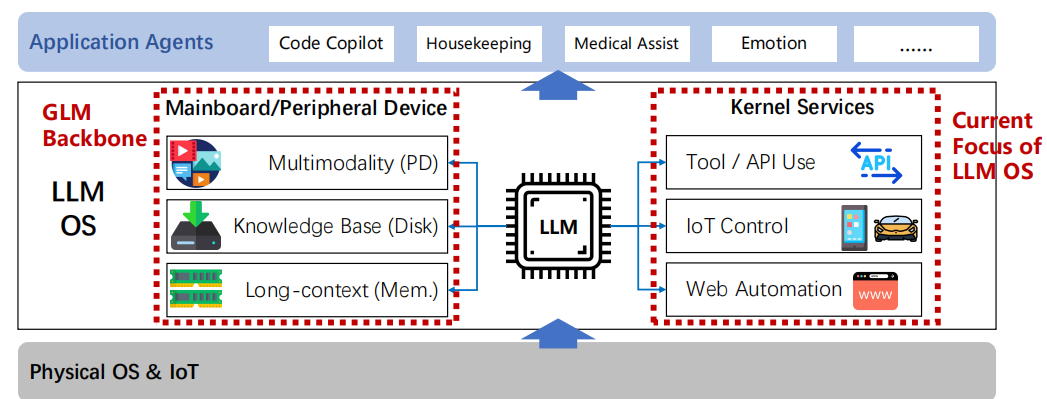 Application Agents
Code Copilot
Housekeeping
Medical Assist
Emotion
......
GLM
Backbone
LLM
OS
Mainboard/Peripheral Device
Multimodality (PD)
Knowledge Base (Disk)
Long-context (Mem.)
LLM
Kernel Services
Tool / API Use
API
IoT Control
Web Automation
WWW
Current
Focus of
LLM OS
Physical OS & IoT